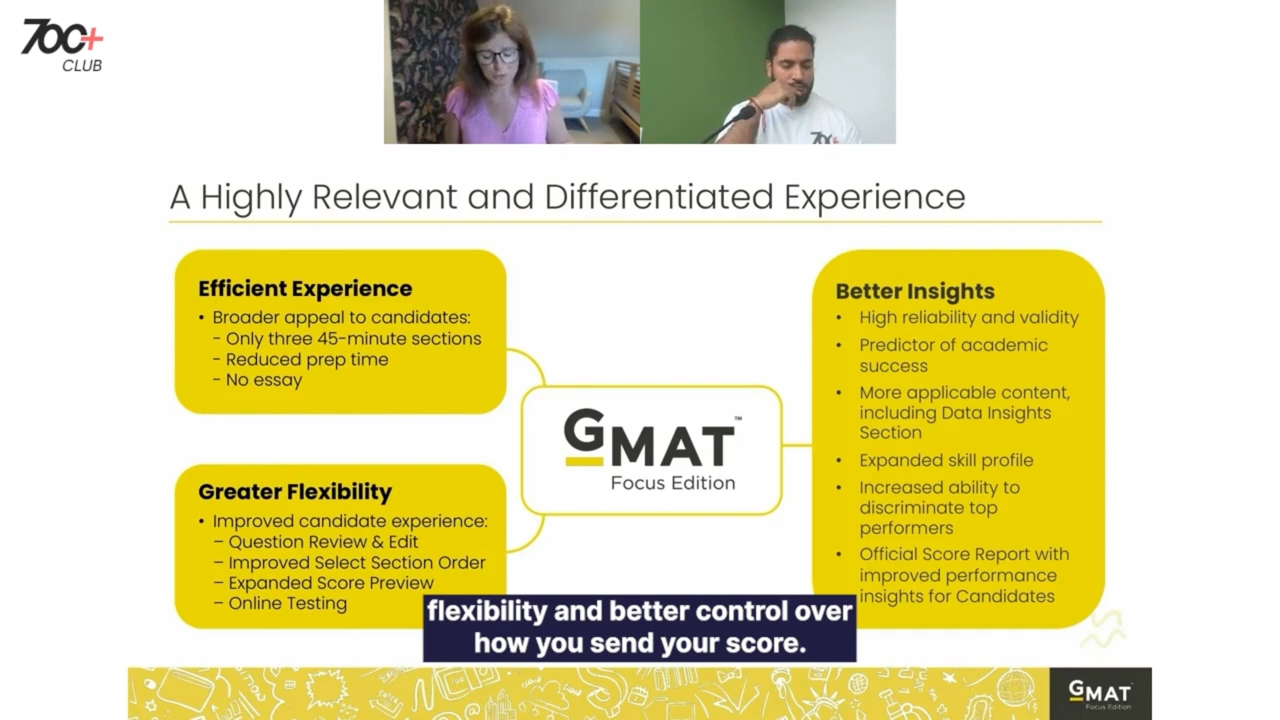 700+
CLUB
700+
A Highly Relevant and Differentiated Experience
Efficient Experience
• Broader appeal to candidates:
- Only three 45-minute sections
- Reduced prep time
- No essay
Greater Flexibility
• Improved candidate experience:
– Question Review & Edit
– Improved Select Section Order
– Expanded Score Preview
– Online Testing
GMAT™
Focus Edition
Better Insights
• High reliability and validity
• Predictor of academic
success
• More applicable content,
including Data Insights
Section
• Expanded skill profile
• Increased ability to
discriminate top
performers
• Official Score Report with
improved performance
insights for Candidates
flexibility and better control over
how you send your score.
GMAT™
Focus Edition